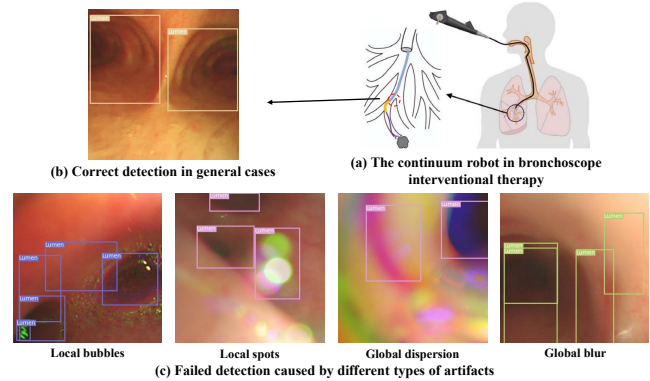 Lumen
Lumen
(b) Correct detection in general cases
(a) The continuum robot in bronchoscope
interventional therapy
Lumen
Lumen
Lumen
Lumen
Lumen
Lumen
Lumen
Lumen
Lumen
Lumen
Lumen
Lumen
Lumen
Lumen
Local bubbles
Local spots
Global dispersion
Global blur
(c) Failed detection caused by different types of artifacts